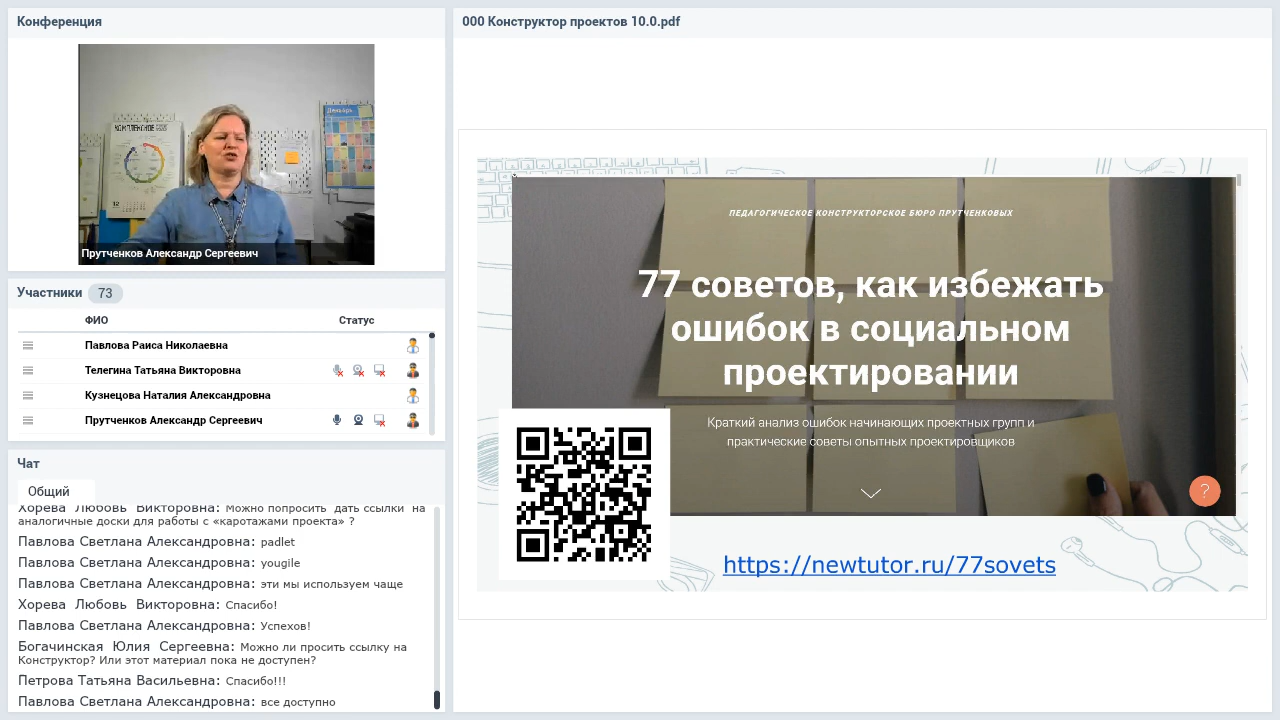 Конференция
КОМПЛЕКСНОЕ
Декабрь
12
Прутченков Александр Сергеевич
Участники 73
ФИО Статус
Павлова Раиса Николаевна
Телегина Татьяна Викторовна
Кузнецова Наталия Александровна
Прутченков Александр Сергеевич
Чат
Общий
Хорева Любовь Викторовна: Можно попросить дать ссылки на
аналогичные доски для работы с «каротажами проекта» ?
Павлова Светлана Александровна: padlet
Павлова Светлана Александровна: yougile
Павлова Светлана Александровна: эти мы используем чаще
Хорева Любовь Викторовна: Спасибо!
Павлова Светлана Александровна: Успехов!
Богачинская Юлия Сергеевна: Можно ли просить ссылку на
Конструктор? Или этот материал пока не доступен?
Петрова Татьяна Васильевна: Спасибо!!!
Павлова Светлана Александровна: все доступно
000 Конструктор проектов 10.0.pdf
ПЕДАГОГИЧЕСКОЕ КОНСТРУКТОРСКОЕ БЮРО ПРУТЧЕНКОВЫХ
77 советов, как избежать
ошибок в социальном
проектировании
Краткий анализ ошибок начинающих проектных групп и
практические советы опытных проектировщиков
?
https://newtutor.ru/77sovets